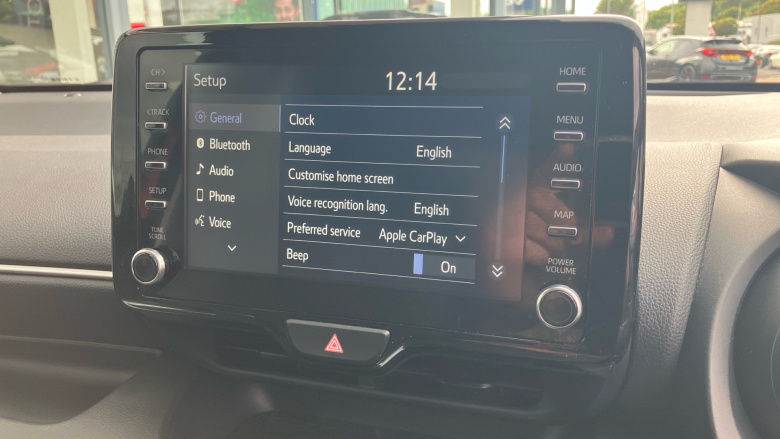 CH >
< TRACK
PHONE
SETUP
TUNE
SCROLL
Setup
12:14
General
Bluetooth
Audio
Phone
Voice
Clock
Language English
Customise home screen
Voice recognition lang. English
Preferred service Apple CarPlay
Beep On
HOME
MENU
AUDIO
MAP
POWER
VOLUME